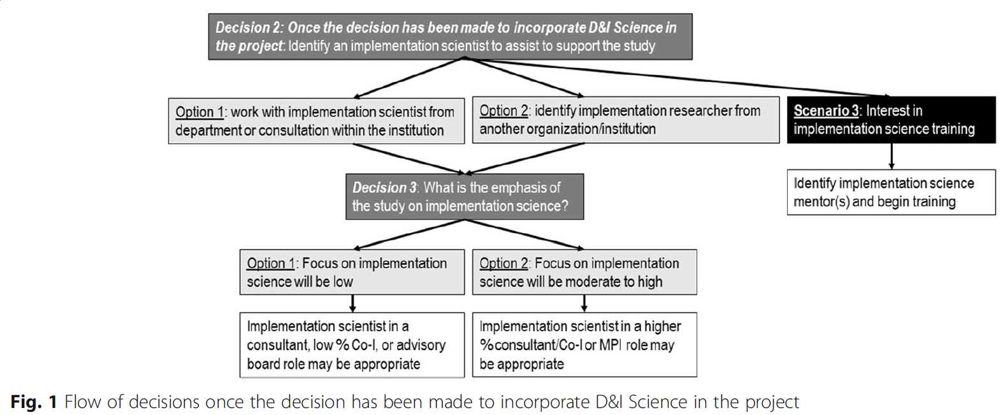 Decision 2: Once the decision has been made to incorporate D&I Science in
the project: Identify an implementation scientist to assist to support the study
Option 1: work with implementation scientist from
department or consultation within the institution
Option 2: identify implementation researcher from
another organization/institution
Scenario 3: Interest in
implementation science training
Decision 3: What is the emphasis of
the study on implementation science?
Identify implementation science
mentor(s) and begin training
Option 1: Focus on implementation
science will be low
Option 2: Focus on implementation
science will be moderate to high
Implementation scientist in a
consultant, low % Co-I, or advisory
board role may be appropriate
Implementation scientist in a higher
%consultant/Co-I or MPI role may
be appropriate
Fig. 1 Flow of decisions once the decision has been made to incorporate D&I Science in the project